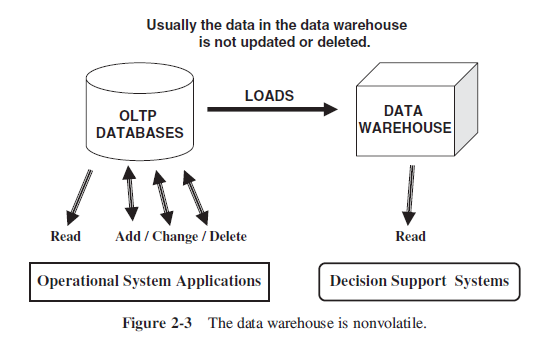 Usually the data in the data warehouse
is not updated or deleted.
OLTP
DATABASES
LOADS
DATA
WAREHOUSE
Read
Add / Change / Delete
Read
Operational System Applications
Decision Support Systems
Figure 2-3 The data warehouse is nonvolatile.